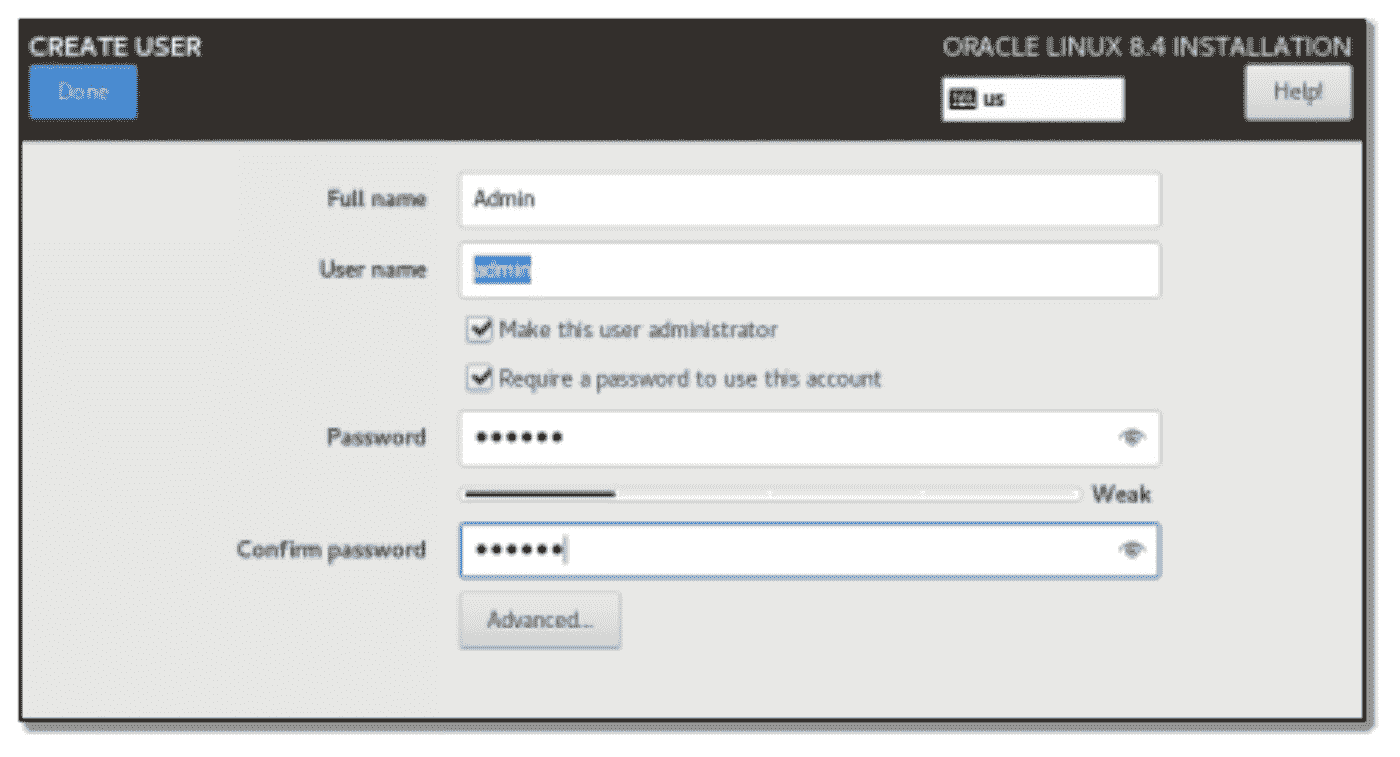 CREATE USER
ORACLE LINUX 8.4 INSTALLATION
Done
us
Help!
Full name
Admin
User name
admin
Make this user administrator
Require a password to use this account
Password
••••••
Weak
Confirm password
••••••
Advanced...